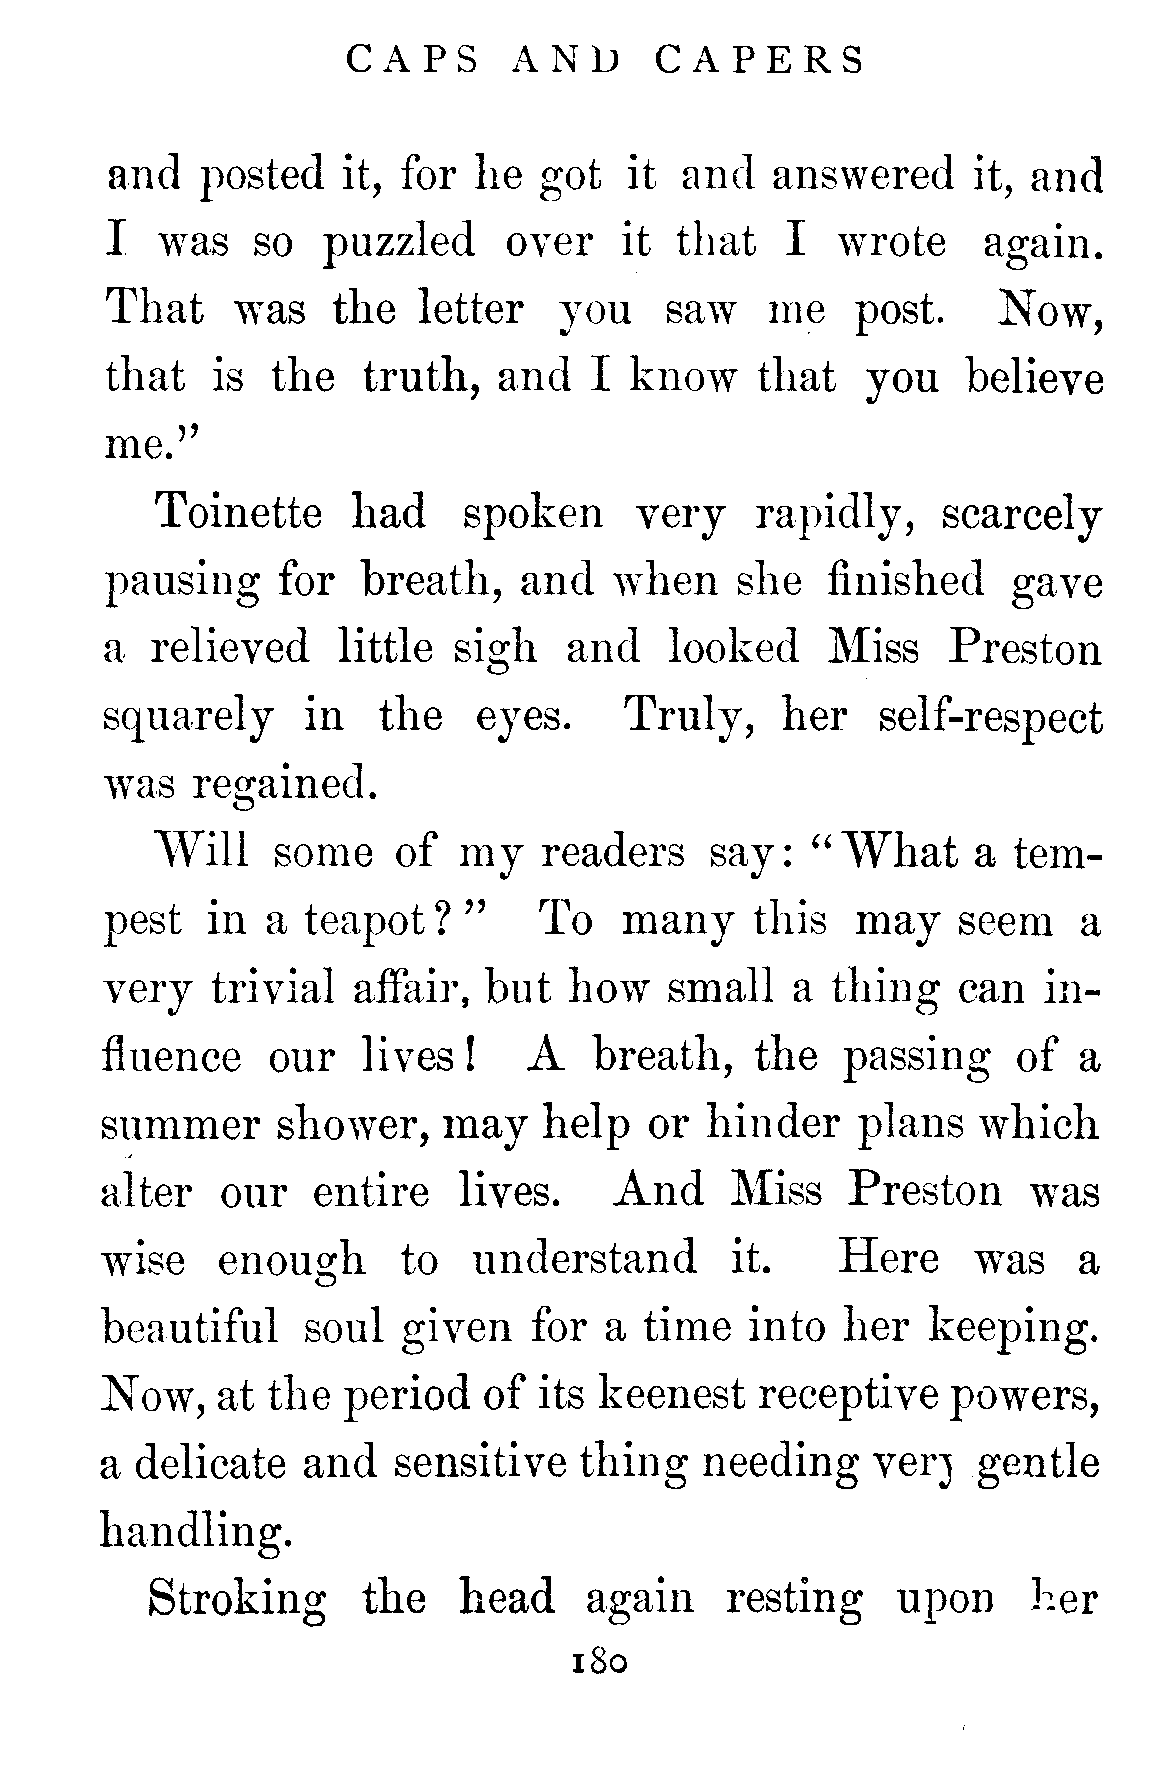 CAPS AND CAPERS
and posted it, for he got it and answered it, and
I was so puzzled over it that I wrote again.
That was the letter you saw me post. Now,
that is the truth, and I know that you believe
me."
Toinette had spoken very rapidly, scarcely
pausing for breath, and when she finished gave
a relieved little sigh and looked Miss Preston
squarely in the eyes. Truly, her self-respect
was regained.
Will some of my readers say: "What a tem-
pest in a teapot?" To many this may seem a
very trivial affair, but how small a thing can in-
fluence our lives! A breath, the passing of a
summer shower, may help or hinder plans which
alter our entire lives. And Miss Preston was
wise enough to understand it. Here was a
beautiful soul given for a time into her keeping.
Now, at the period of its keenest receptive powers,
a delicate and sensitive thing needing very gentle
handling.
Stroking the head again resting upon her
180